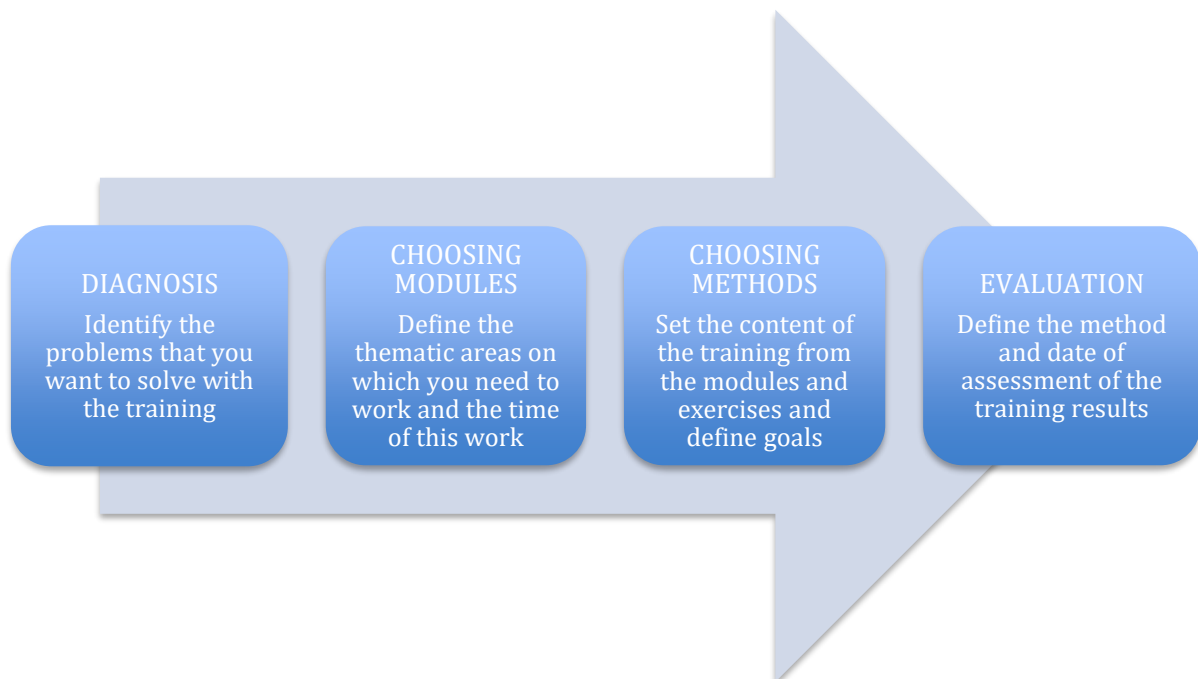 DIAGNOSIS
Identify the
problems that you
want to solve with
the training
CHOOSING
MODULES
Define the
thematic areas on
which you need to
work and the time
of this work
CHOOSING
METHODS
Set the content of
the training from
the modules and
exercises and
define goals
EVALUATION
Define the method
and date of
assessment of the
training results